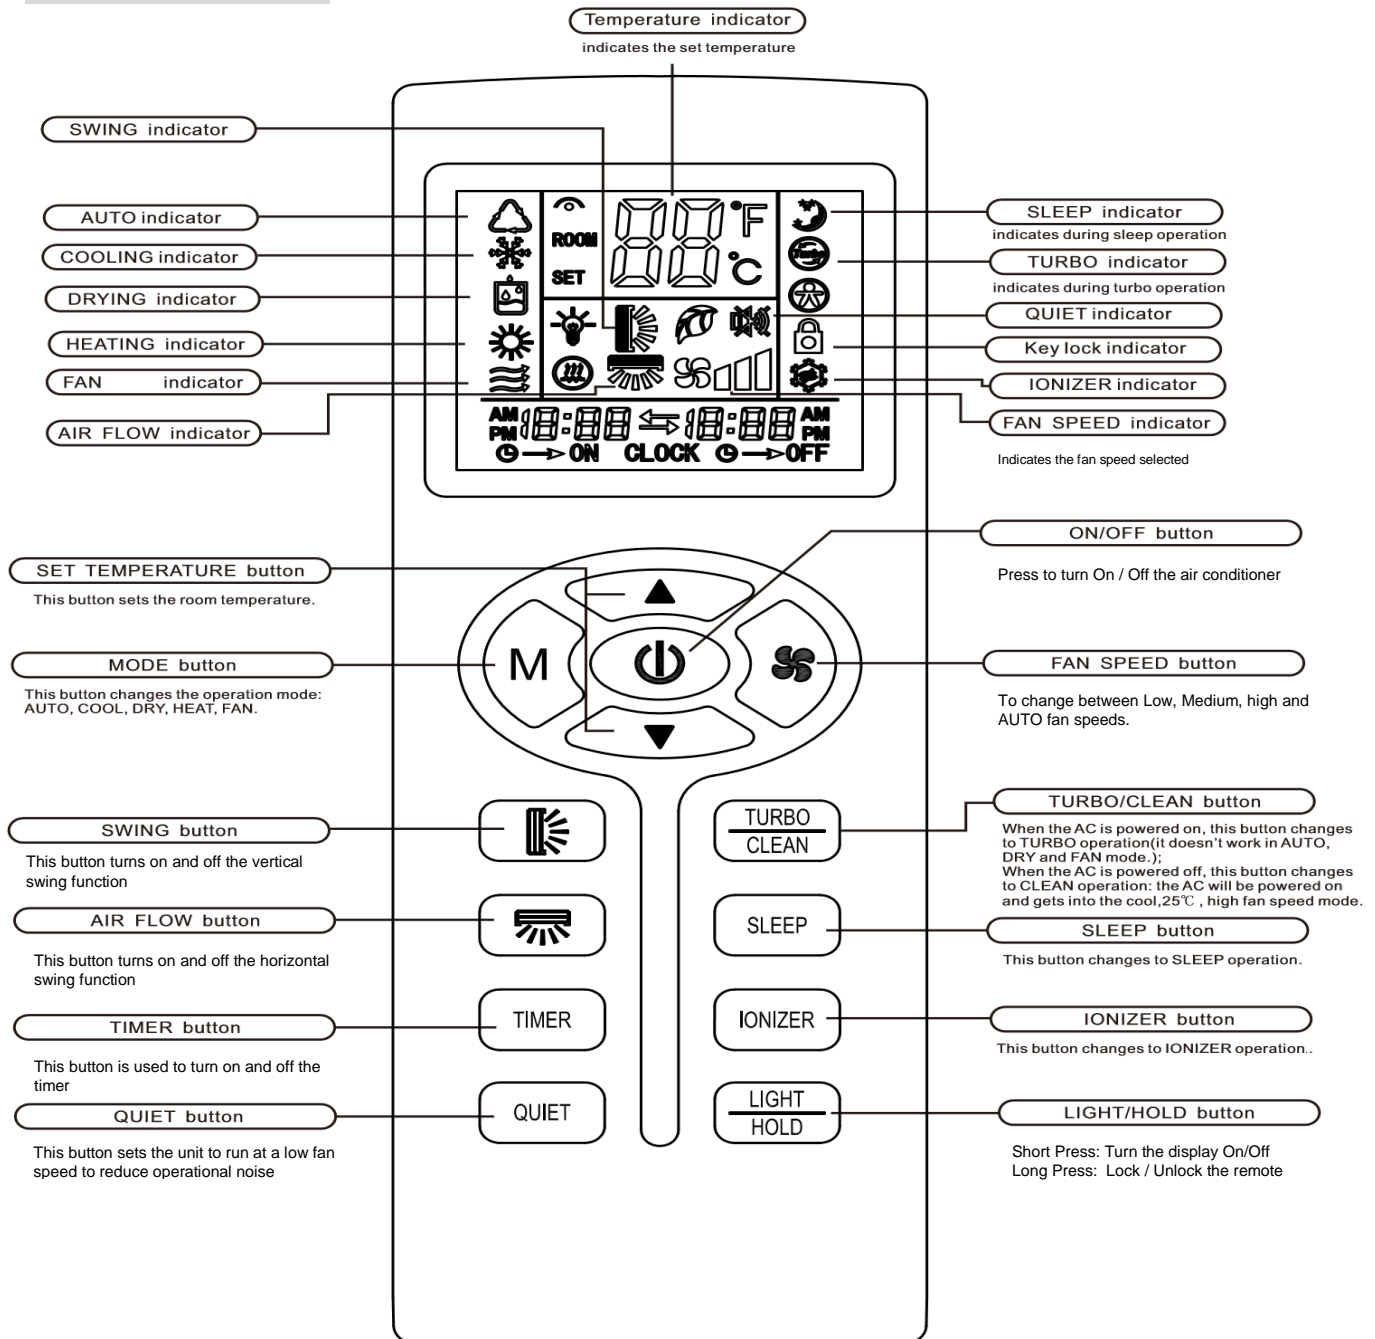 Temperature indicator
indicates the set temperature
SWING indicator
AUTO indicator
COOLING indicator
DRYING indicator
HEATING indicator
FAN indicator
AIR FLOW indicator
ROOM
SET
88
°F
°C
Turbo
AM
PM
18:88
18:88
AM
PM
ON
CLOCK
OFF
SLEEP indicator
indicates during sleep operation
TURBO indicator
indicates during turbo operation
QUIET indicator
Key lock indicator
IONIZER indicator
FAN SPEED indicator
Indicates the fan speed selected
SET TEMPERATURE button
This button sets the room temperature.
MODE button
This button changes the operation mode:
AUTO, COOL, DRY, HEAT, FAN.
M
ON/OFF button
Press to turn On / Off the air conditioner
FAN SPEED button
To change between Low, Medium, high and
AUTO fan speeds.
SWING button
This button turns on and off the vertical
swing function
AIR FLOW button
This button turns on and off the horizontal
swing function
TIMER button
This button is used to turn on and off the
timer
QUIET button
This button sets the unit to run at a low fan
speed to reduce operational noise
TIMER
QUIET
TURBO
CLEAN
SLEEP
IONIZER
LIGHT
HOLD
TURBO/CLEAN button
When the AC is powered on, this button changes
to TURBO operation(it doesn't work in AUTO,
DRY and FAN mode.);
When the AC is powered off, this button changes
to CLEAN operation: the AC will be powered on
and gets into the cool,25℃ , high fan speed mode.
SLEEP button
This button changes to SLEEP operation.
IONIZER button
This button changes to IONIZER operation..
LIGHT/HOLD button
Short Press: Turn the display On/Off
Long Press: Lock / Unlock the remote